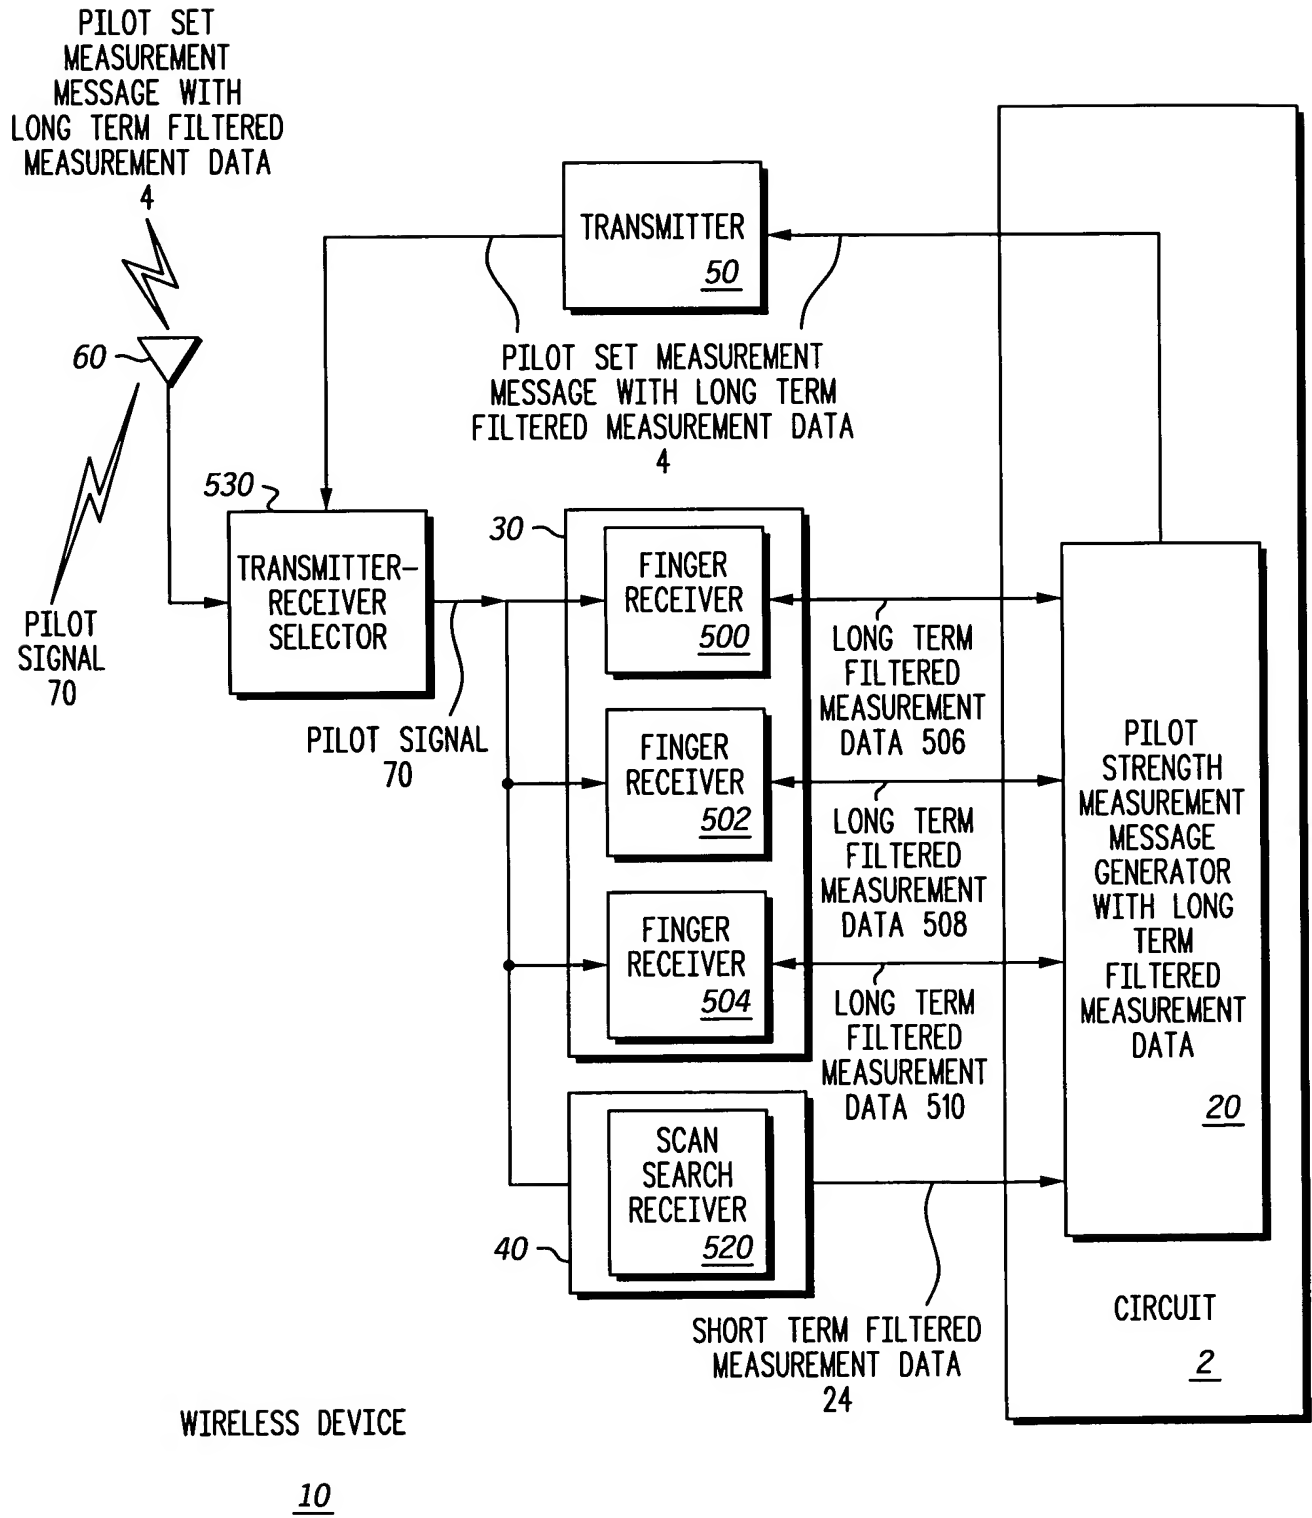 PILOT SET
MEASUREMENT
MESSAGE WITH
LONG TERM FILTERED
MEASUREMENT DATA
4
TRANSMITTER
50
60
PILOT SET MEASUREMENT
MESSAGE WITH LONG TERM
FILTERED MEASUREMENT DATA
4
530
TRANSMITTER-
RECEIVER
SELECTOR
PILOT
SIGNAL
70
PILOT SIGNAL
70
30
FINGER
RECEIVER
500
LONG TERM
FILTERED
MEASUREMENT
DATA 506
FINGER
RECEIVER
502
LONG TERM
FILTERED
MEASUREMENT
DATA 508
FINGER
RECEIVER
504
LONG TERM
FILTERED
MEASUREMENT
DATA 510
PILOT
STRENGTH
MEASUREMENT
MESSAGE
GENERATOR
WITH LONG
TERM
FILTERED
MEASUREMENT
DATA
20
SCAN
SEARCH
RECEIVER
520
40
SHORT TERM FILTERED
MEASUREMENT DATA
24
CIRCUIT
2
WIRELESS DEVICE
10